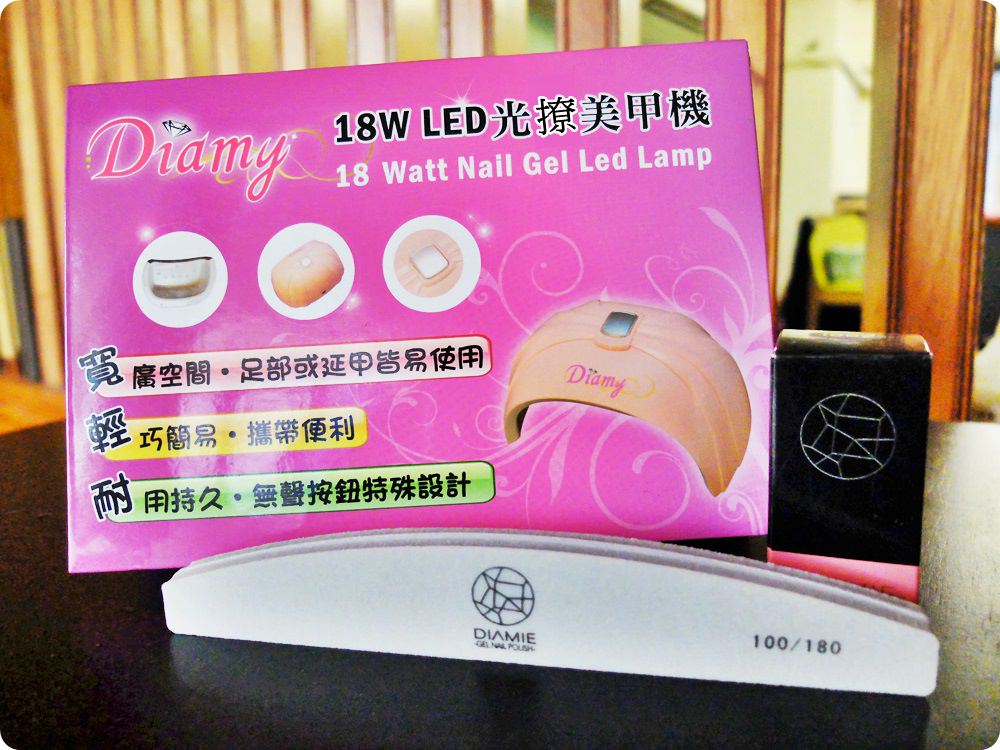 Diamy
18W LED光撩美甲機
18 Watt Nail Gel Led Lamp
寬廣空間・足部或延甲皆易使用
輕巧簡易・攜帶便利
耐用持久・無聲按鈕特殊設計
Diamy
DIAMIE
-GEL NAIL POLISH-
100/180